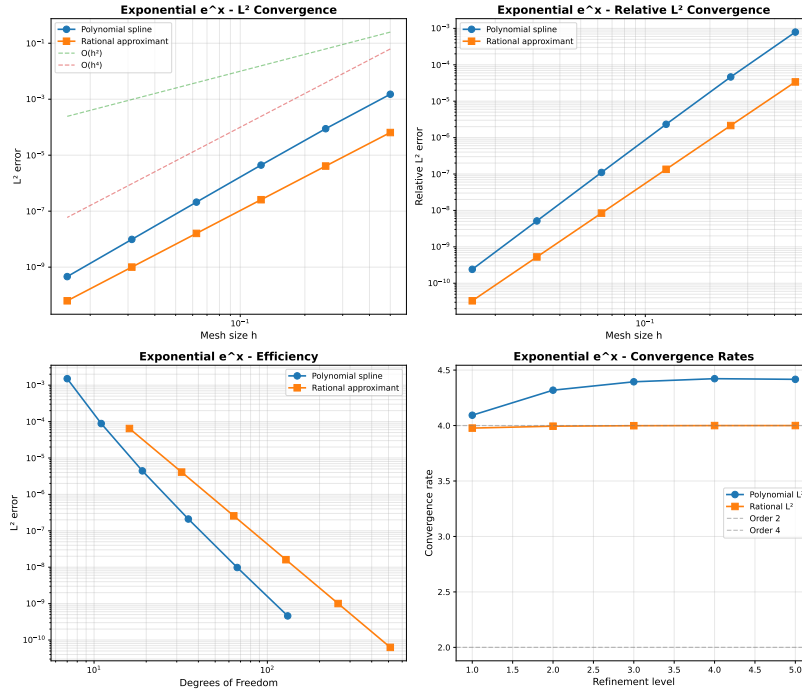 Exponential e^x - L² Convergence
Polynomial spline
Rational approximant
O(h²)
O(h⁴)
10⁻¹
10⁻³
10⁻⁵
10⁻⁷
10⁻⁹
L² error
10⁻¹
Mesh size h
Exponential e^x - Relative L² Convergence
Polynomial spline
Rational approximant
10⁻³
10⁻⁴
10⁻⁵
10⁻⁶
10⁻⁷
10⁻⁸
10⁻⁹
10⁻¹⁰
Relative L² error
10⁻¹
Mesh size h
Exponential e^x - Efficiency
Polynomial spline
Rational approximant
10⁻³
10⁻⁴
10⁻⁵
10⁻⁶
10⁻⁷
10⁻⁸
10⁻⁹
10⁻¹⁰
L² error
10¹ 10²
Degrees of Freedom
Exponential e^x - Convergence Rates
4.5
4.0
3.5
3.0
2.5
2.0
Convergence rate
Polynomial L²
Rational L²
Order 2
Order 4
1.0 1.5 2.0 2.5 3.0 3.5 4.0 4.5 5.0
Refinement level